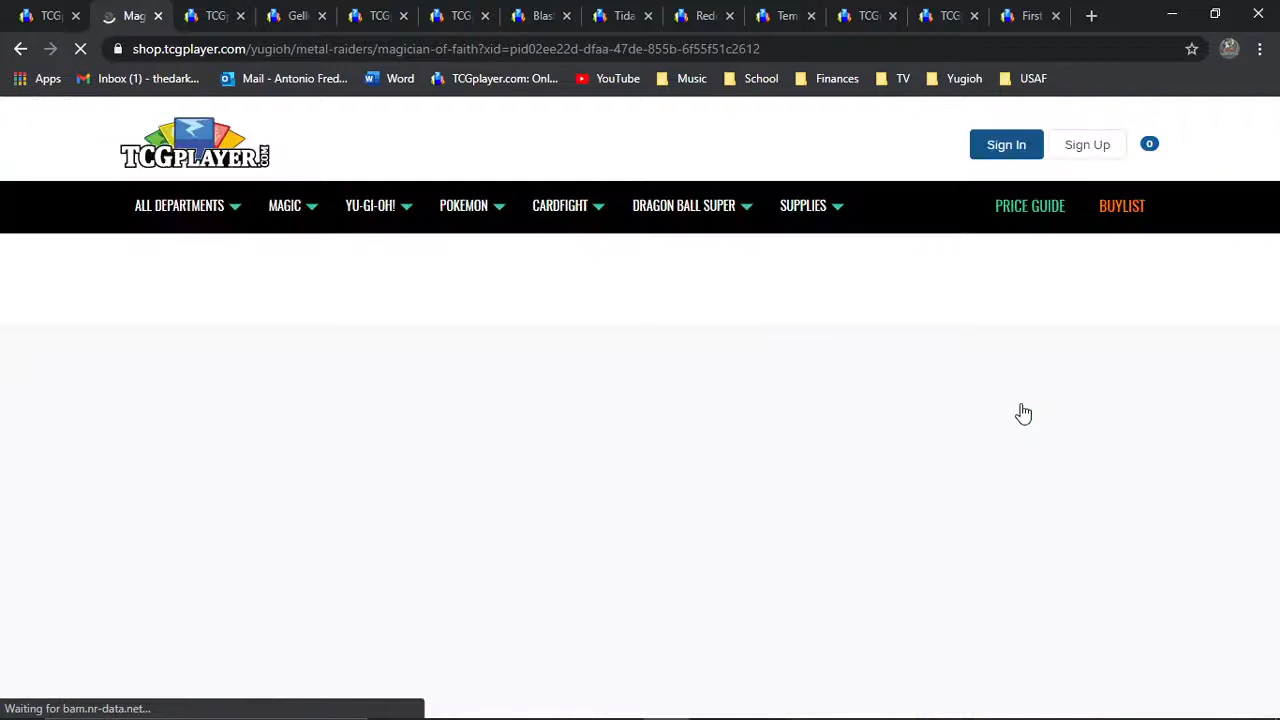 TCG Mag TCG Gell TCG TCG Blast Tida Red Tem TCG TCG First
shop.tcgplayer.com/yugioh/metal-raiders/magician-of-faith?xid=pid02ee22d-dfaa-47de-855b-6f55f51c2612
Apps Inbox (1) - thedark... Mail - Antonio Fred... Word TCGplayer.com: Onl... YouTube Music School Finances TV Yugioh USAF
TCGPLAYER.COM
Sign In Sign Up 0
ALL DEPARTMENTS MAGIC YU-GI-OH! POKEMON CARDFIGHT DRAGON BALL SUPER SUPPLIES PRICE GUIDE BUYLIST
Waiting for bam.nr-data.net...